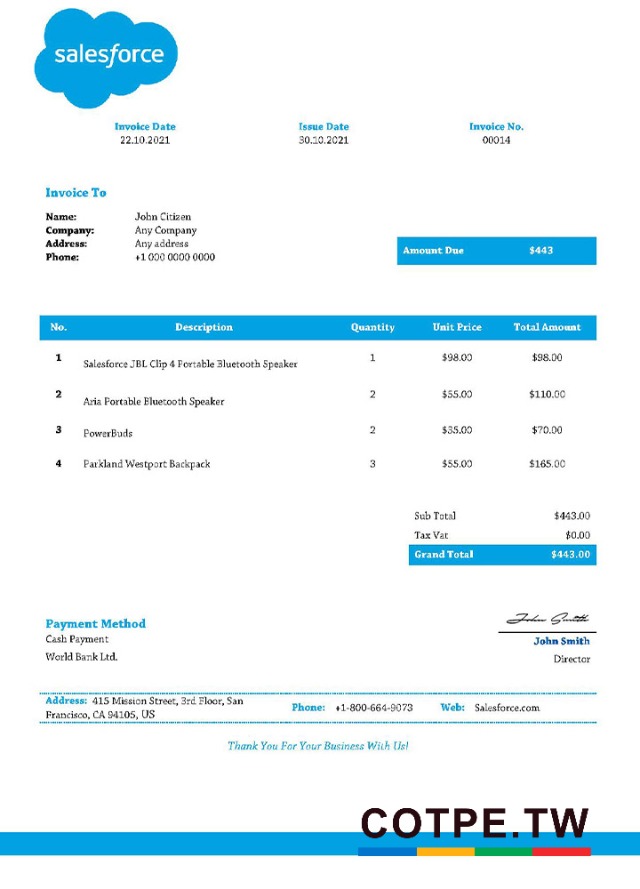 salesforce
Invoice Date Issue Date Invoice No.
22.10.2021 30.10.2021 00014
Invoice To
Name: John Citizen
Company: Any Company
Address: Any address
Phone: +1 000 0000 0000
Amount Due $443
No. Description Quantity Unit Price Total Amount
1 Salesforce JBL Clip 4 Portable Bluetooth Speaker 1 $98.00 $98.00
2 Aria Portable Bluetooth Speaker 2 $55.00 $110.00
3 PowerBuds 2 $35.00 $70.00
4 Parkland Westport Backpack 3 $55.00 $165.00
Sub Total $443.00
Tax Vat $0.00
Grand Total $443.00
Payment Method
Cash Payment
World Bank Ltd.
John Smith
John Smith
Director
Address: 415 Mission Street, 3rd Floor, San
Francisco, CA 94105, US
Phone: +1-800-664-9073 Web: Salesforce.com
Thank You For Your Business With Us!
COTPE.TW